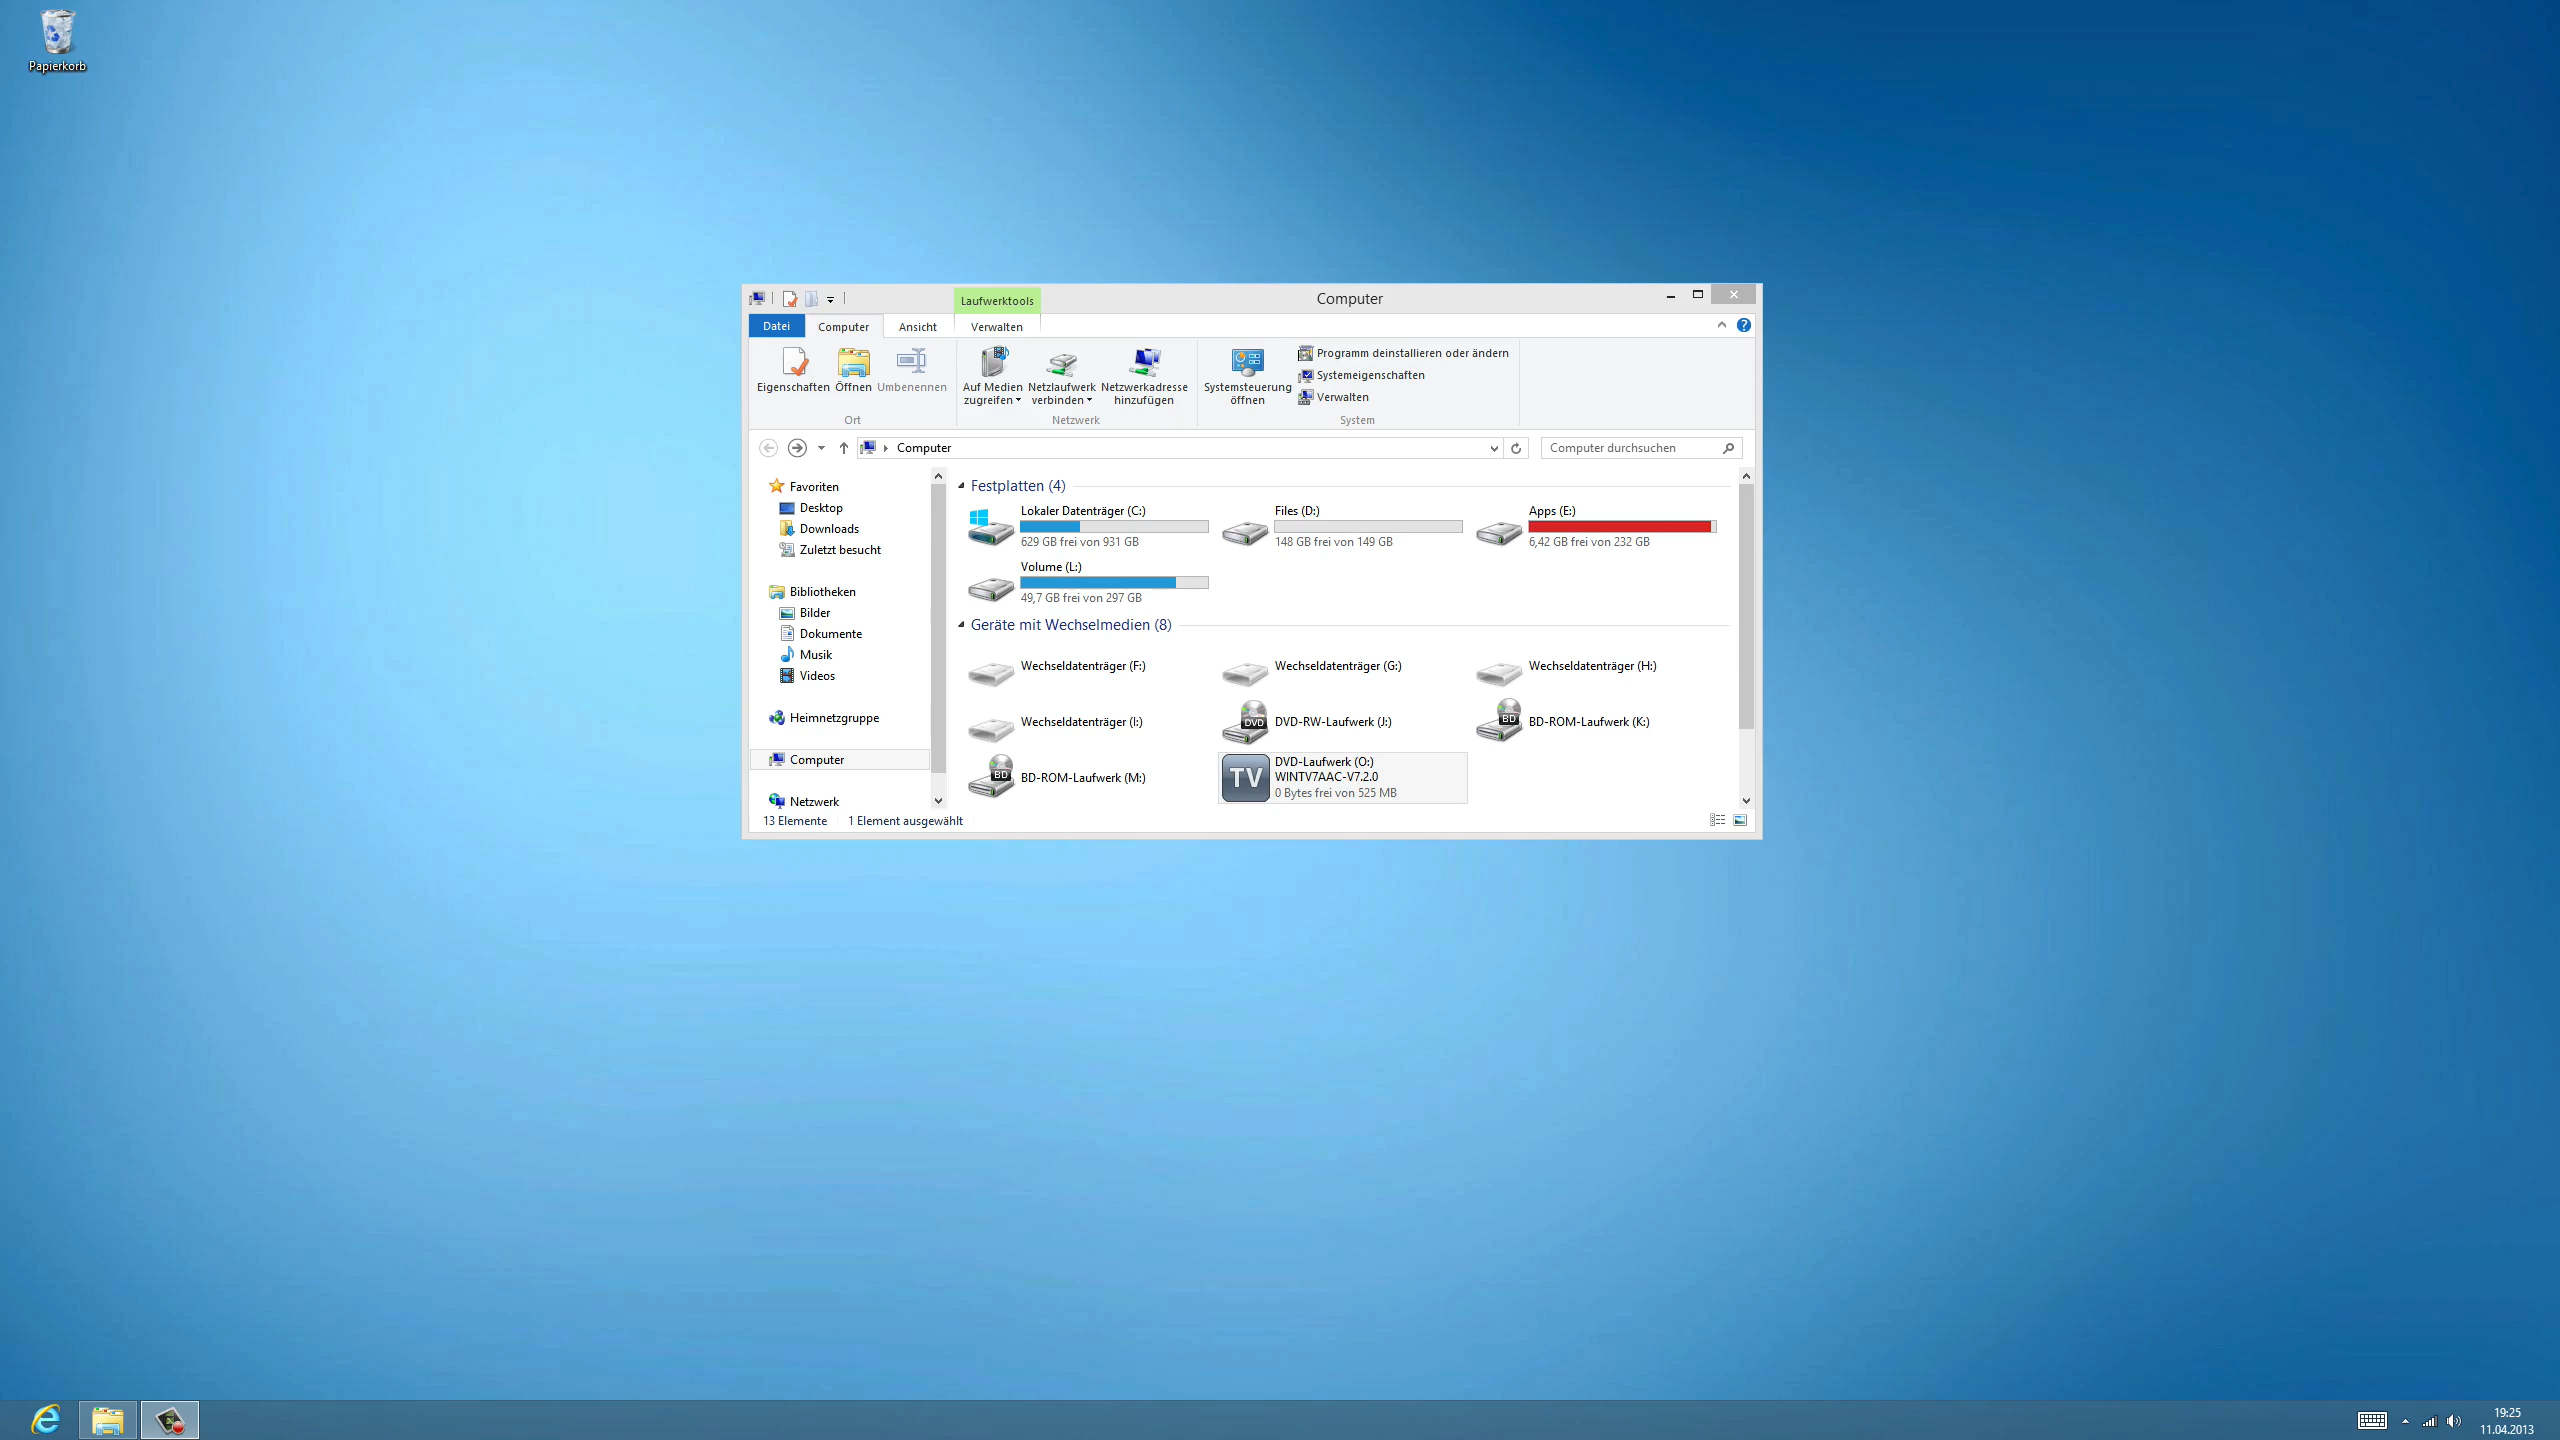 Papierkorb
Laufwerktools
Computer
Datei
Computer
Ansicht
Verwalten
Eigenschaften
Öffnen
Umbenennen
Ort
Auf Medien
zugreifen
Netzlaufwerk
verbinden
Netzwerkadresse
hinzufügen
Netzwerk
Systemsteuerung
öffnen
Programm deinstallieren oder ändern
Systemeigenschaften
Verwalten
System
Computer
Computer durchsuchen
Favoriten
Desktop
Downloads
Zuletzt besucht
Bibliotheken
Bilder
Dokumente
Musik
Videos
Heimnetzgruppe
Computer
Netzwerk
Festplatten (4)
Lokaler Datenträger (C:)
629 GB frei von 931 GB
Files (D:)
148 GB frei von 149 GB
Apps (E:)
6,42 GB frei von 232 GB
Volume (L:)
49,7 GB frei von 297 GB
Geräte mit Wechselmedien (8)
Wechseldatenträger (F:)
Wechseldatenträger (G:)
Wechseldatenträger (H:)
Wechseldatenträger (I:)
DVD
DVD-RW-Laufwerk (J:)
BD
BD-ROM-Laufwerk (K:)
BD
BD-ROM-Laufwerk (M:)
TV
DVD-Laufwerk (O:)
WINTV7AAC-V7.2.0
0 Bytes frei von 525 MB
13 Elemente
1 Element ausgewählt
19:25
11.04.2013